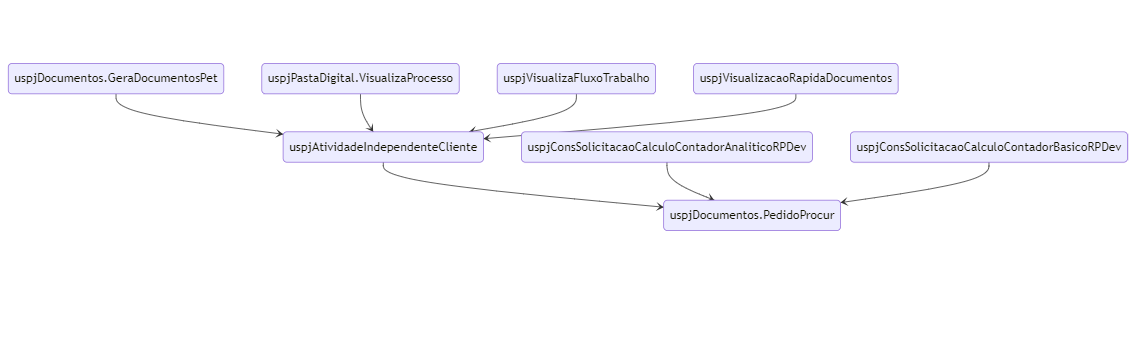 uspjDocumentos.GeraDocumentosPet
uspjPastaDigital.VisualizaProcesso
uspjVisualizaFluxoTrabalho
uspjVisualizacaoRapidaDocumentos
uspjAtividadeIndependenteCliente
uspjConsSolicitacaoCalculoContadorAnaliticoRPDev
uspjConsSolicitacaoCalculoContadorBasicoRPDev
uspjDocumentos.PedidoProcur